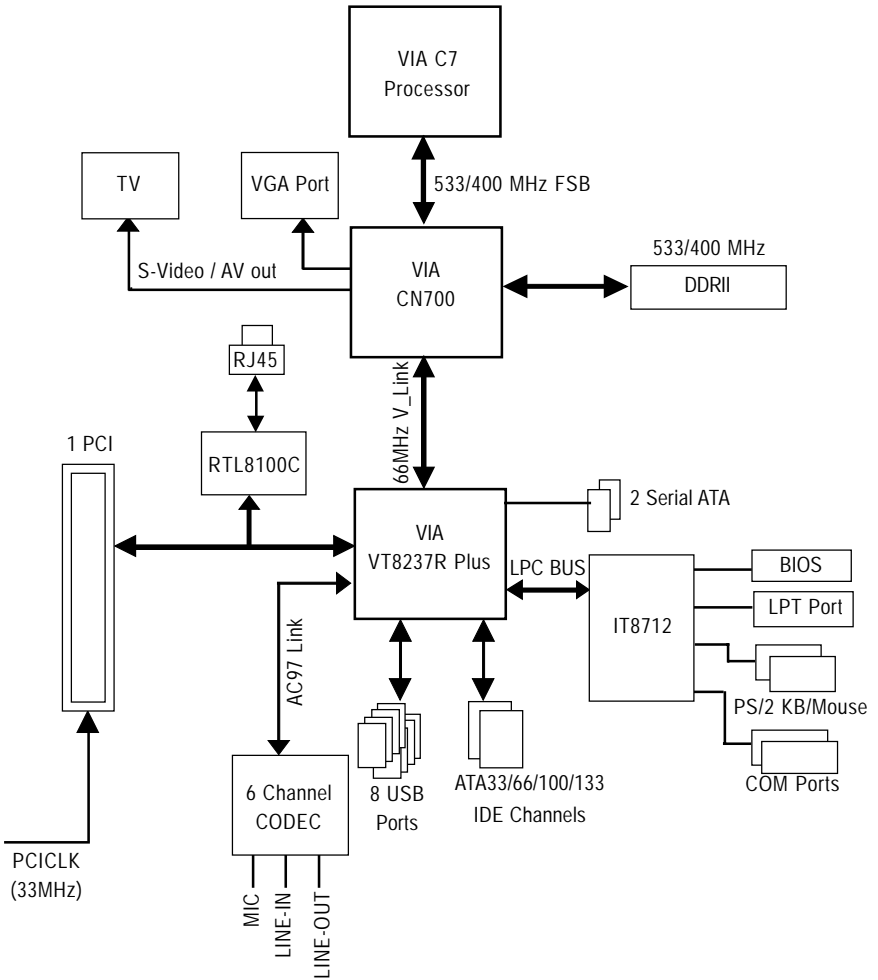 VIA C7
Processor
TV
VGA Port
533/400 MHz FSB
S-Video / AV out
VIA
CN700
533/400 MHz
DDRII
RJ45
66MHz V_Link
1 PCI
RTL8100C
2 Serial ATA
VIA
VT8237R Plus
LPC BUS
BIOS
LPT Port
IT8712
AC97 Link
PS/2 KB/Mouse
6 Channel
CODEC
8 USB
Ports
ATA33/66/100/133
IDE Channels
COM Ports
PCICLK
(33MHz)
MIC
LINE-IN
LINE-OUT